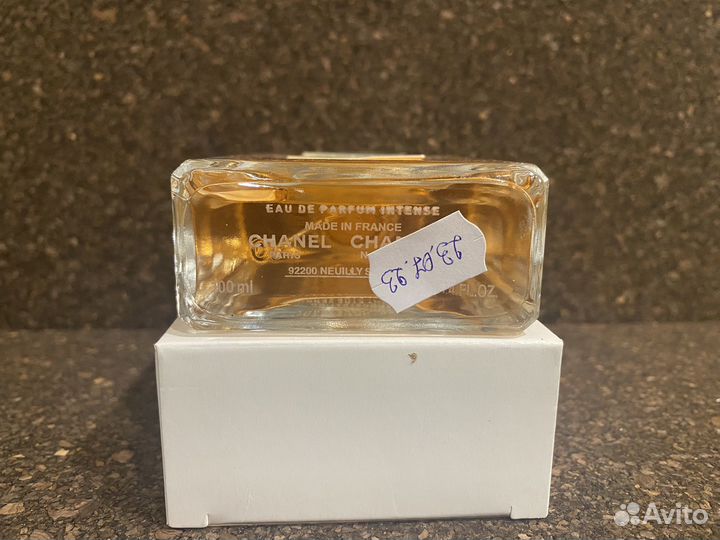 EAU DE PARFUM INTENSE
MADE IN FRANCE
CHANEL CHA
PARIS N
92200 NEUILLY S
100 ml FL.OZ.
23.07.23
Avito